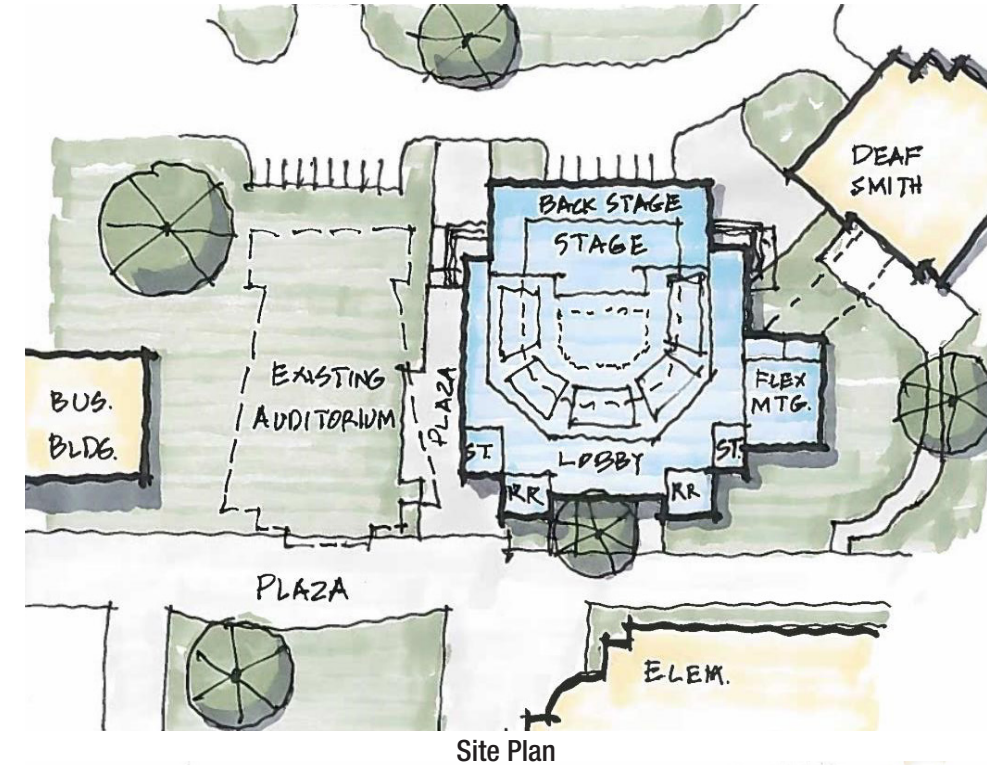 DEAF
SMITH
BACK STAGE
STAGE
EXISTING
AUDITORIUM
PLAZA
BUS.
BLDG.
FLEX
MTG.
ST.
LOBBY
ST.
RR
RR
PLAZA
ELEM.
Site Plan